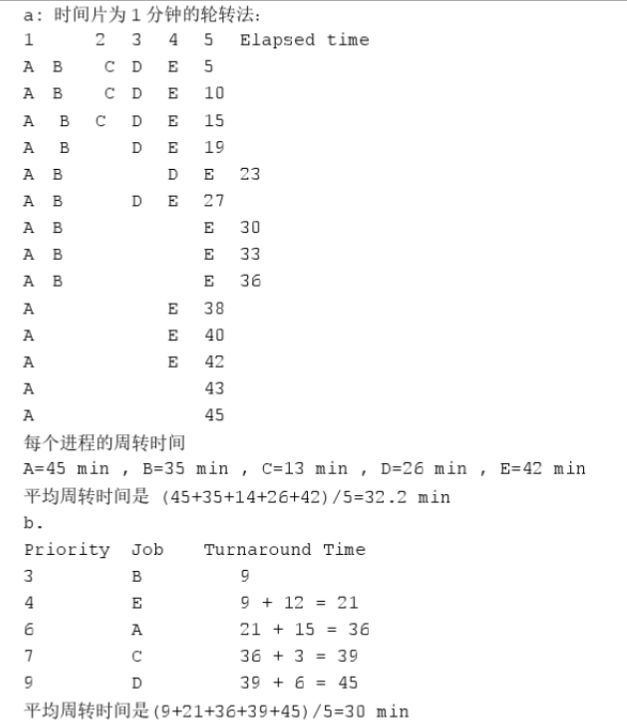 a: 时间片为 1 分钟的轮转法:
1 2 3 4 5 Elapsed time
A B C D E 5
A B C D E 10
A B C D E 15
A B D E 19
A B D E 23
A B D E 27
A B E 30
A B E 33
A B E 36
A E 38
A E 40
A E 42
A 43
A 45
每个进程的周转时间
A=45 min , B=35 min , C=13 min , D=26 min , E=42 min
平均周转时间是 (45+35+14+26+42)/5=32.2 min
b.
Priority Job Turnaround Time
3 B 9
4 E 9 + 12 = 21
6 A 21 + 15 = 36
7 C 36 + 3 = 39
9 D 39 + 6 = 45
平均周转时间是(9+21+36+39+45)/5=30 min